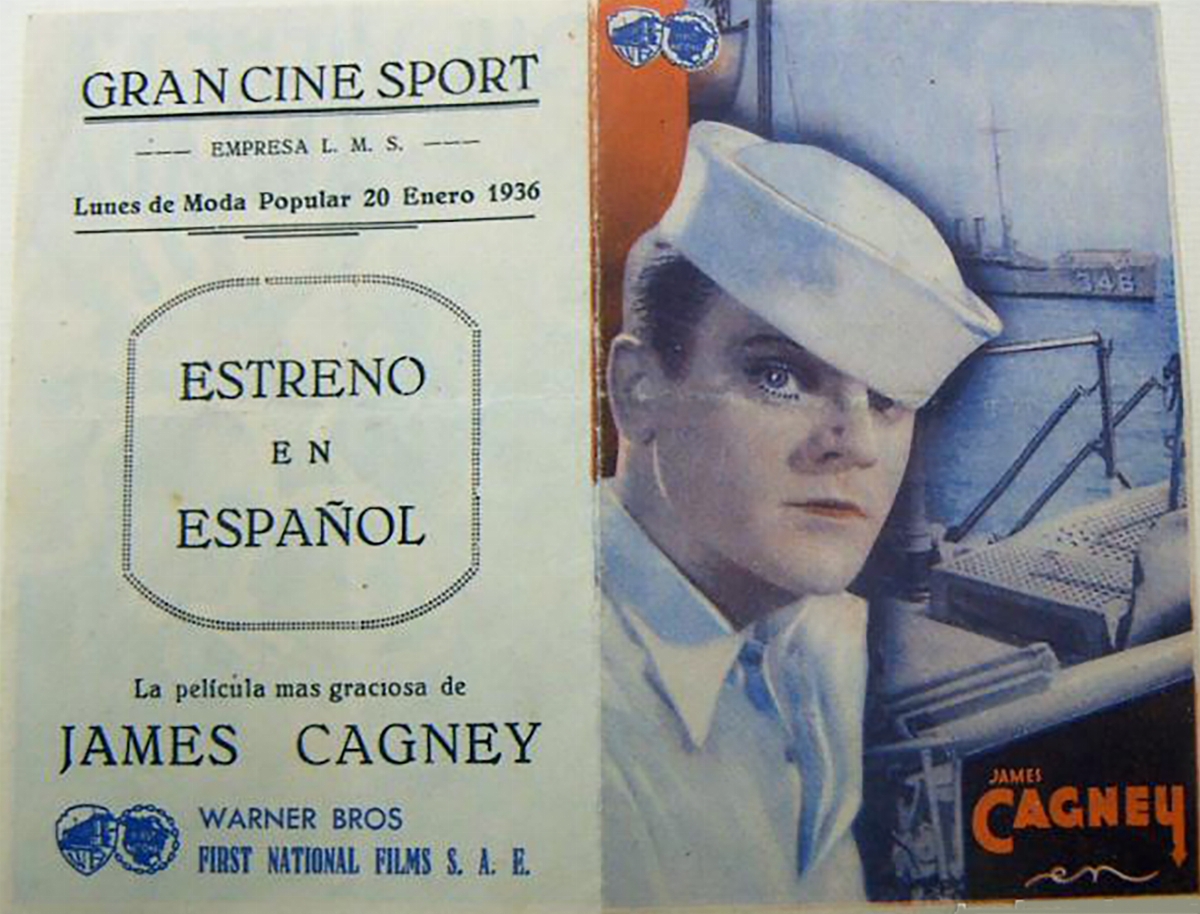 GRAN CINE SPORT
EMPRESA L. M. S.
Lunes de Moda Popular 20 Enero 1936
ESTRENO
EN
ESPAÑOL
La película mas graciosa de
JAMES CAGNEY
WARNER BROS
FIRST NATIONAL FILMS S. A. E.
346
JAMES
CAGNEY
en